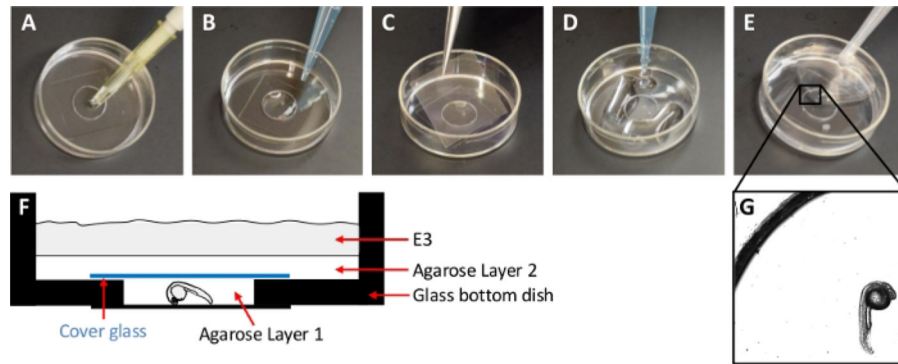 A
B
C
D
E
F
G
E3
Agarose Layer 2
Glass bottom dish
Cover glass
Agarose Layer 1